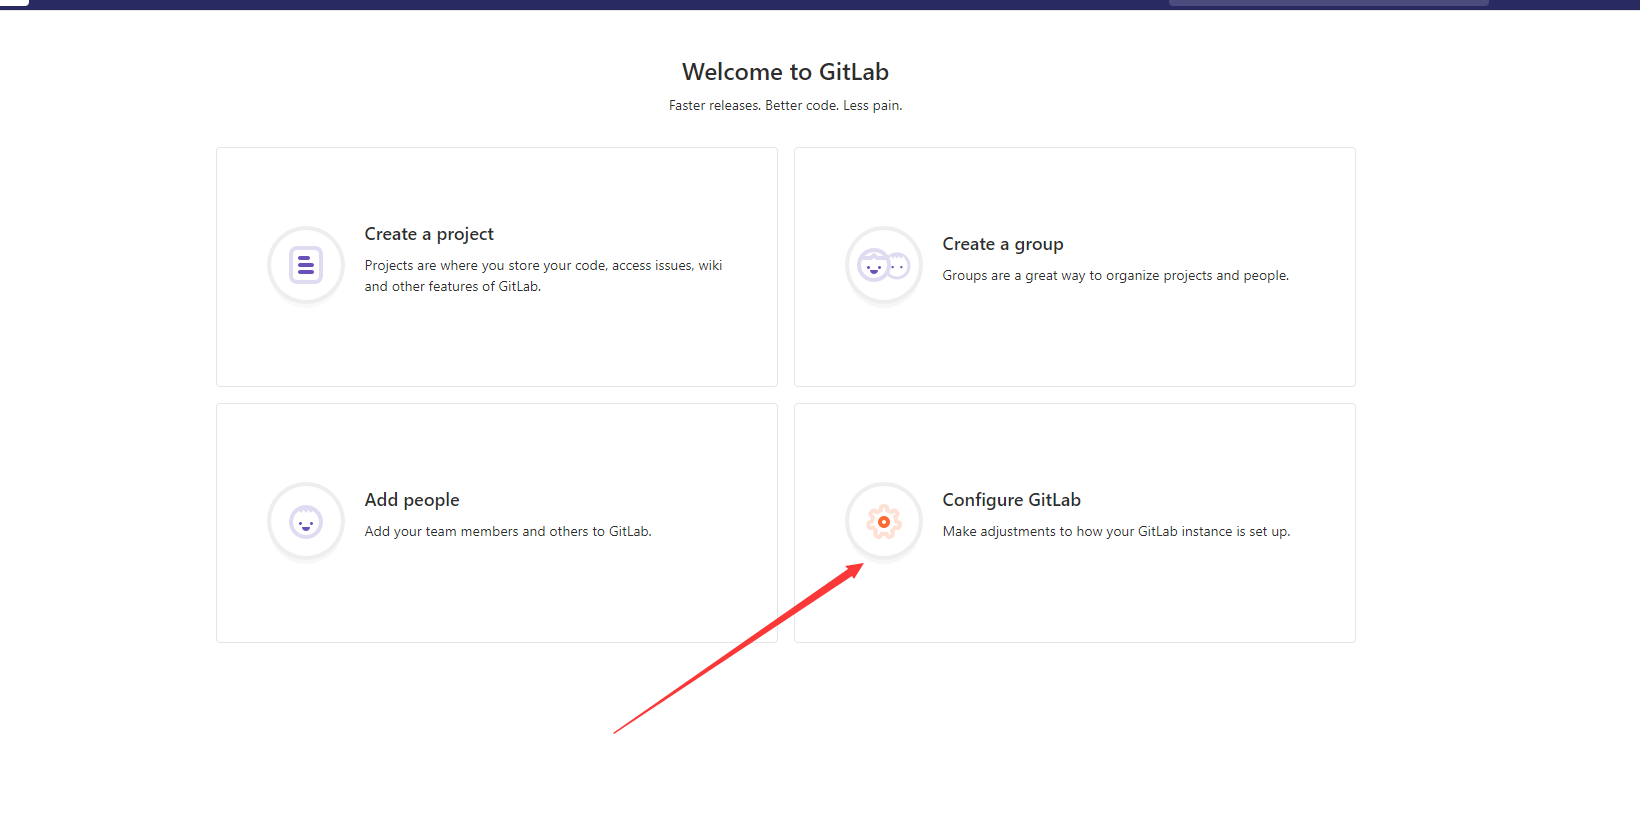 Welcome to GitLab
Faster releases. Better code. Less pain.
Create a project
Projects are where you store your code, access issues, wiki
and other features of GitLab.
Create a group
Groups are a great way to organize projects and people.
Add people
Add your team members and others to GitLab.
Configure GitLab
Make adjustments to how your GitLab instance is set up.